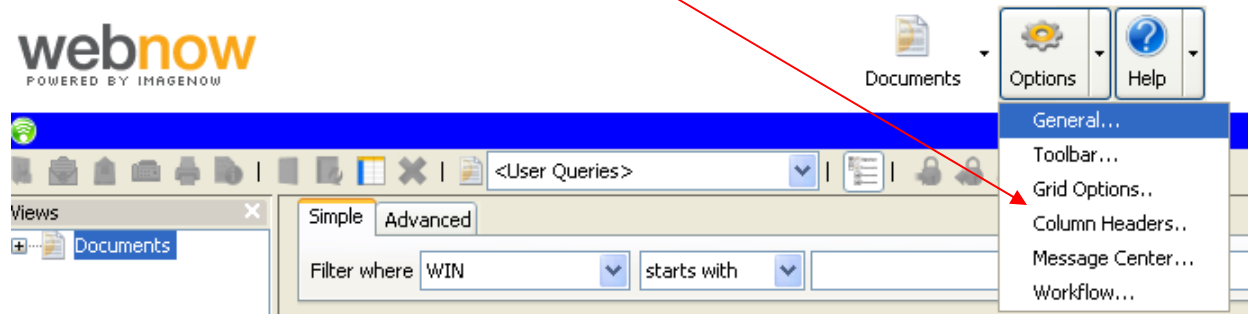 webnow
POWERED BY IMAGENOW
Documents
Options
Help
General...
Toolbar...
Grid Options..
Column Headers..
Message Center...
Workflow...
<User Queries>
Views
Documents
Simple
Advanced
Filter where WIN starts with